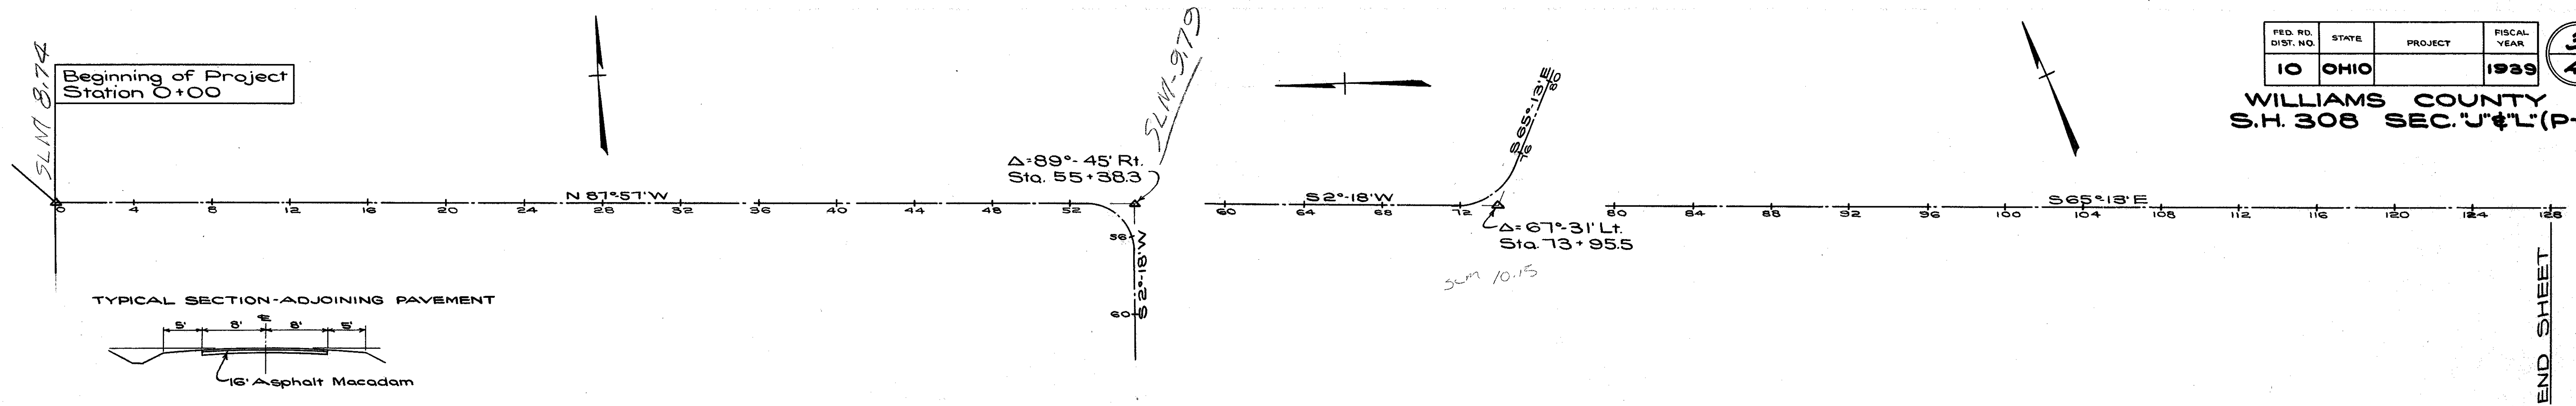 SLM 8.74
Beginning of Project
Station 0+00
SLM-9.79
FED. RD. DIST. NO.
STATE
PROJECT
FISCAL YEAR
10
OHIO
1939
3
WILLIAMS COUNTY
S.H. 308 SEC."J"&"L"(P-
Δ=89°-45' Rt.
Sta. 55+38.3
S 65°-13' E
76
80
N 87°-57' W
S 2°-18' W
S 65°-13' E
0 4 8 12 16 20 24 28 32 36 40 44 48 52
56
60
S 2°-18' W
60 64 68 72
Δ=67°-31' Lt.
Sta. 73+95.5
SLM 10.15
80 84 88 92 96 100 104 108 112 116 120 124 128
END SHEET
TYPICAL SECTION-ADJOINING PAVEMENT
5' 8' ℄ 8' 5'
16' Asphalt Macadam